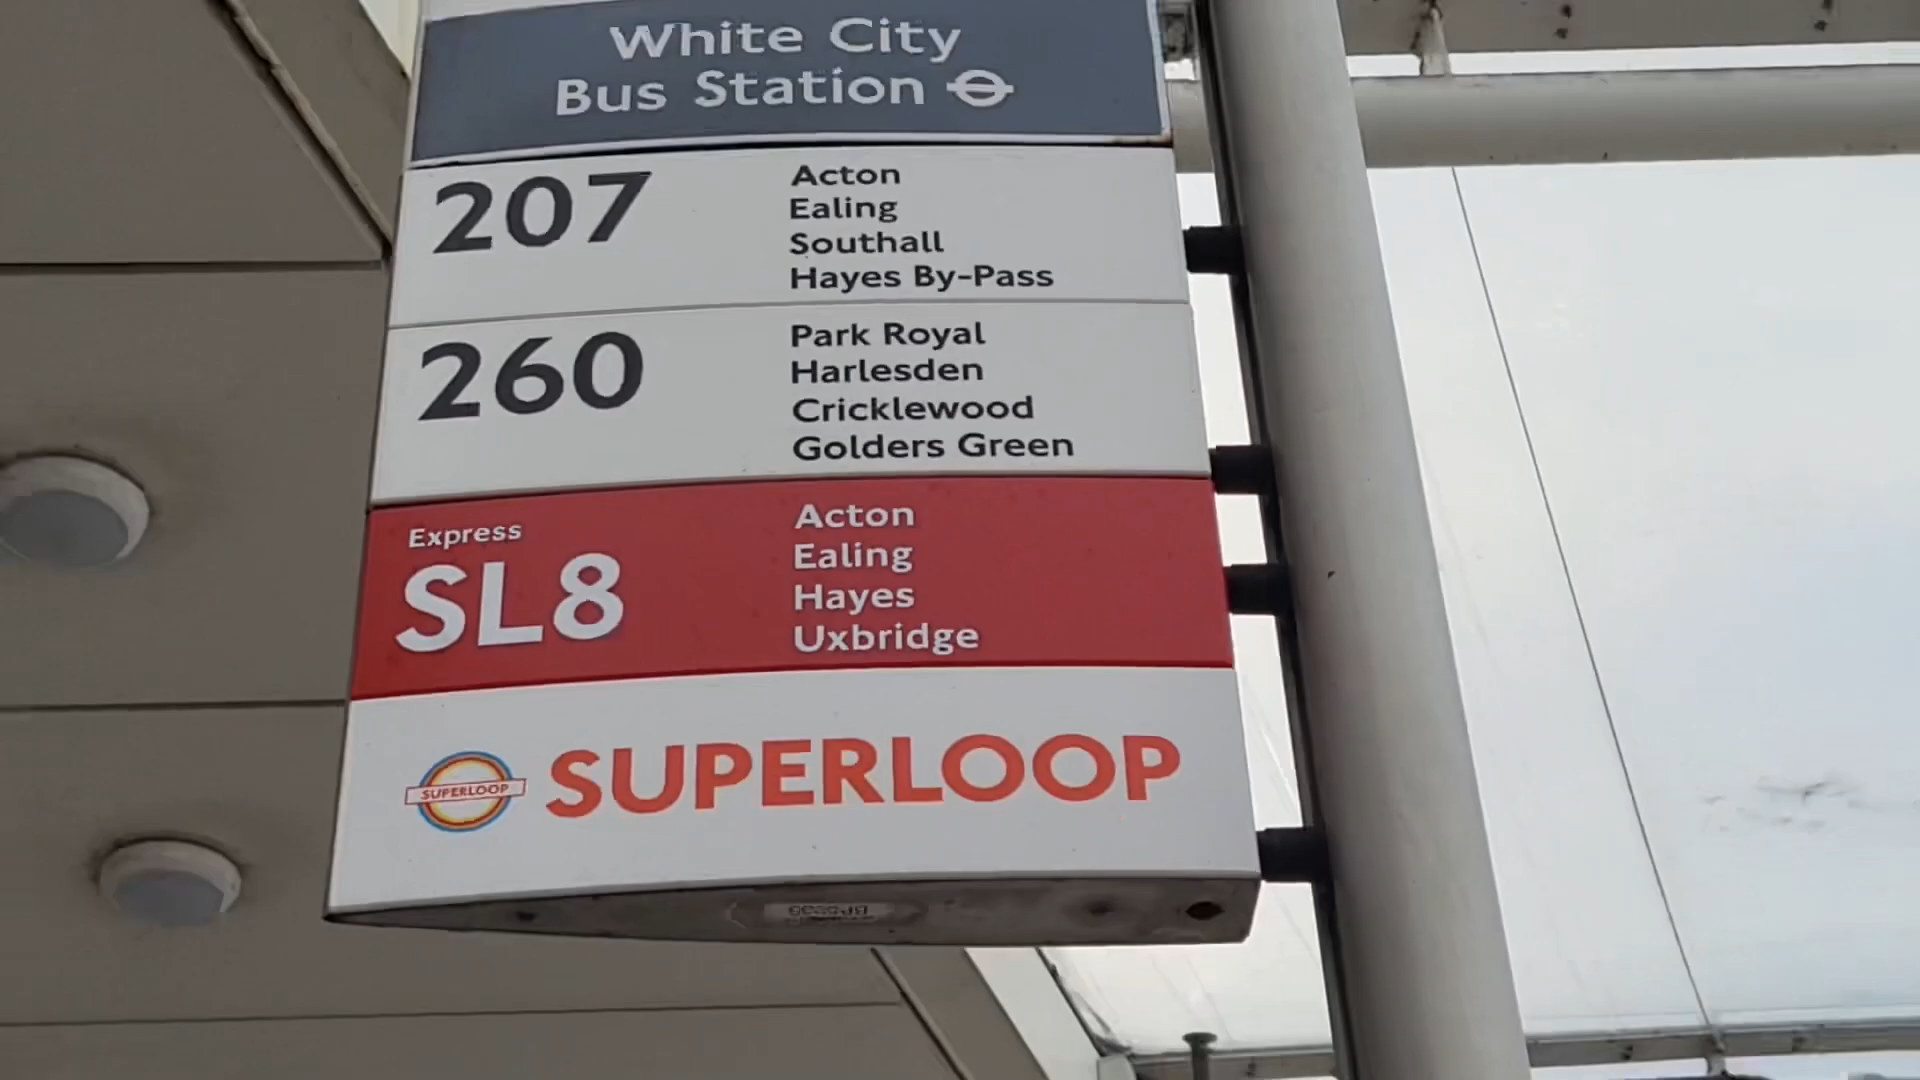 White City
Bus Station
207
Acton
Ealing
Southall
Hayes By-Pass
260
Park Royal
Harlesden
Cricklewood
Golders Green
Express
SL8
Acton
Ealing
Hayes
Uxbridge
SUPERLOOP
SUPERLOOP